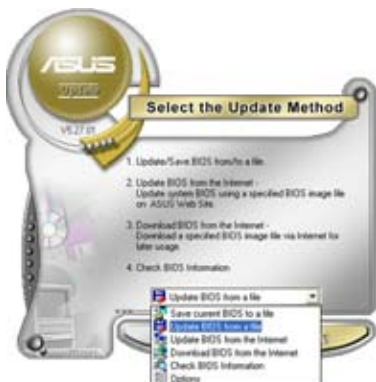 ASUS
Update
V5.27.01
Select the Update Method
1. Update/Save BIOS from/to a file.
2. Update BIOS from the Internet -
Update system BIOS using a specified BIOS image file
on ASUS Web Site.
3. Download BIOS from the Internet -
Download a specified BIOS image file via Internet for
later usage.
4. Check BIOS Information
Update BIOS from a file
Save current BIOS to a file
Update BIOS from a file
Update BIOS from the Internet
Download BIOS from the Internet
Check BIOS Information
Options